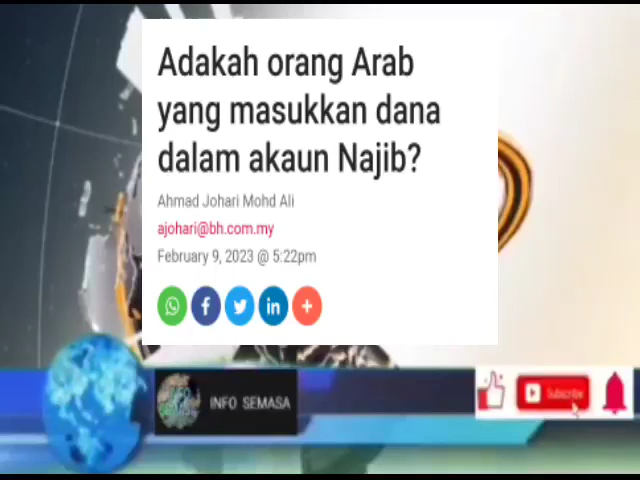 Adakah orang Arab
yang masukkan dana
dalam akaun Najib?
Ahmad Johari Mohd Ali
ajohari@bh.com.my
February 9, 2023 @ 5:22pm
INFO SEMASA
Subscribe